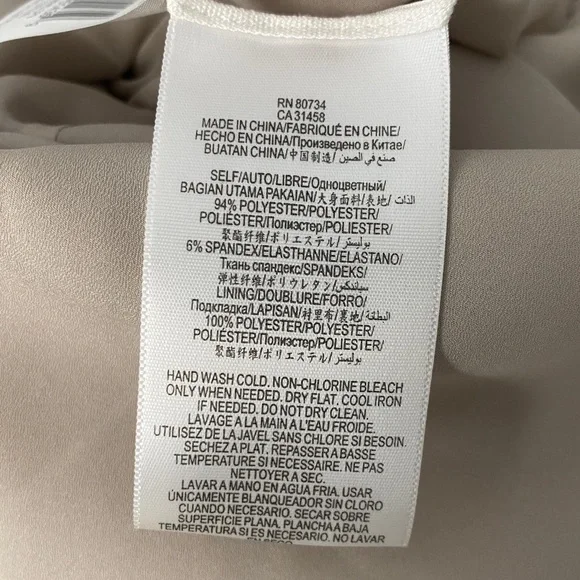 RN 80734
CA 31458
MADE IN CHINA/FABRIQUÉ EN CHINE/
HECHO EN CHINA/Произведено в Китае/
BUATAN CHINA/中国制造/ صنع في الصين/
SELF/AUTO/LIBRE/Одноцветный/
BAGIAN UTAMA PAKAIAN/大身面料/表地/ الذات/
94% POLYESTER/POLYESTER/
POLIÉSTER/Полиэстер/POLIESTER/
聚酯纤维/ポリエステル/ بوليستر/
6% SPANDEX/ELASTHANNE/ELASTANO/
Ткань спандекс/SPANDEKS/
弹性纤维/ポリウレタン/ سباندكس/
LINING/DOUBLURE/FORRO/
Подкладка/LAPISAN/衬里布/裏地/ البطانة/
100% POLYESTER/POLYESTER/
POLIÉSTER/Полиэстер/POLIESTER/
聚酯纤维/ポリエステル/ بوليستر/
HAND WASH COLD. NON-CHLORINE BLEACH
ONLY WHEN NEEDED. DRY FLAT. COOL IRON
IF NEEDED. DO NOT DRY CLEAN.
LAVAGE A LA MAIN A L'EAU FROIDE.
UTILISEZ DE LA JAVEL SANS CHLORE SI BESOIN.
SECHEZ A PLAT. REPASSER A BASSE
TEMPERATURE SI NECESSAIRE. NE PAS
NETTOYER A SEC.
LAVAR A MANO EN AGUA FRIA. USAR
ÚNICAMENTE BLANQUEADOR SIN CLORO
CUANDO NECESARIO. SECAR SOBRE
SUPERFICIE PLANA. PLANCHA A BAJA
TEMPERATURA SI ES NECESARIO. NO LAVAR